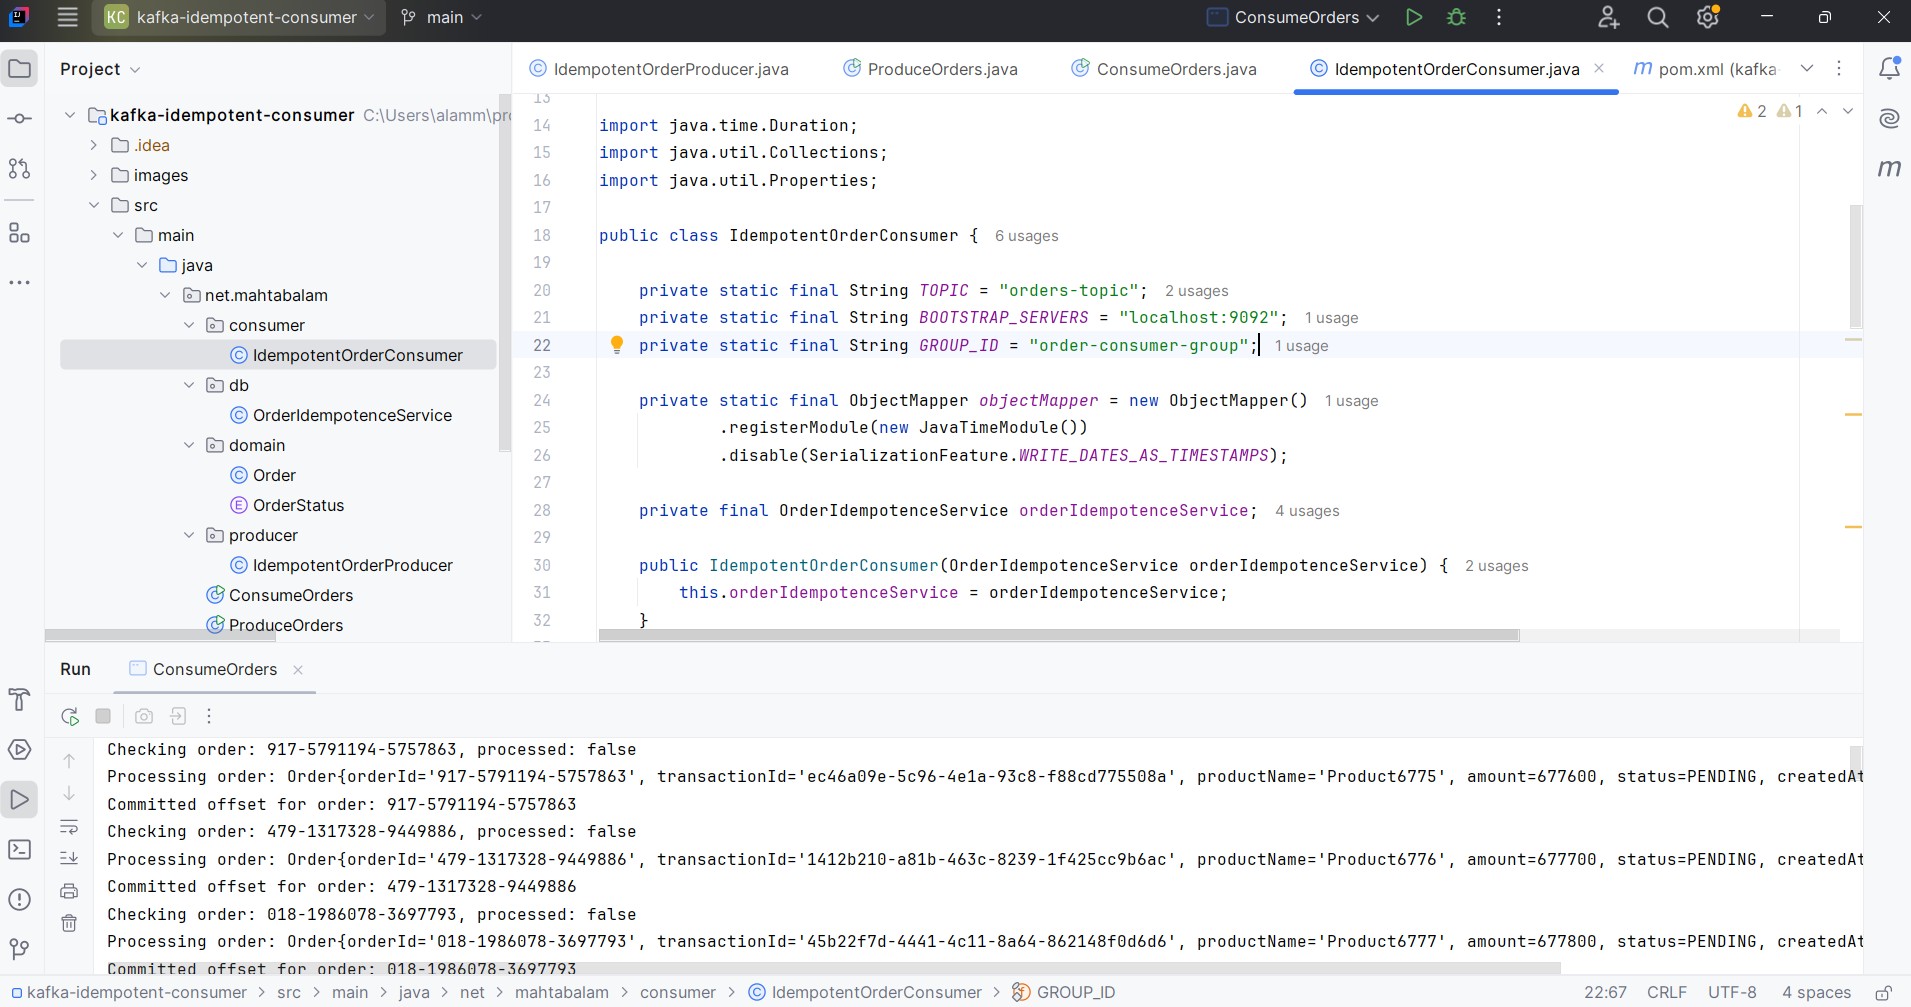 KC kafka-idempotent-consumer main ConsumeOrders
Project
IdempotentOrderProducer.java ProduceOrders.java ConsumeOrders.java IdempotentOrderConsumer.java m pom.xml (kafka-
kafka-idempotent-consumer C:\Users\alamm\pro
.idea
images
src
main
java
net.mahtabalam
consumer
IdempotentOrderConsumer
db
OrderIdempotenceService
domain
Order
OrderStatus
producer
IdempotentOrderProducer
ConsumeOrders
ProduceOrders
2 1
13
14 import java.time.Duration;
15 import java.util.Collections;
16 import java.util.Properties;
17
18 public class IdempotentOrderConsumer { 6 usages
19
20 private static final String TOPIC = "orders-topic"; 2 usages
21 private static final String BOOTSTRAP_SERVERS = "localhost:9092"; 1 usage
22 private static final String GROUP_ID = "order-consumer-group"; 1 usage
23
24 private static final ObjectMapper objectMapper = new ObjectMapper() 1 usage
25 .registerModule(new JavaTimeModule())
26 .disable(SerializationFeature.WRITE_DATES_AS_TIMESTAMPS);
27
28 private final OrderIdempotenceService orderIdempotenceService; 4 usages
29
30 public IdempotentOrderConsumer(OrderIdempotenceService orderIdempotenceService) { 2 usages
31 this.orderIdempotenceService = orderIdempotenceService;
32 }
m
Run ConsumeOrders
Checking order: 917-5791194-5757863, processed: false
Processing order: Order{orderId='917-5791194-5757863', transactionId='ec46a09e-5c96-4e1a-93c8-f88cd775508a', productName='Product6775', amount=677600, status=PENDING, createdAt
Committed offset for order: 917-5791194-5757863
Checking order: 479-1317328-9449886, processed: false
Processing order: Order{orderId='479-1317328-9449886', transactionId='1412b210-a81b-463c-8239-1f425cc9b6ac', productName='Product6776', amount=677700, status=PENDING, createdAt
Committed offset for order: 479-1317328-9449886
Checking order: 018-1986078-3697793, processed: false
Processing order: Order{orderId='018-1986078-3697793', transactionId='45b22f7d-4441-4c11-8a64-862148f0d6d6', productName='Product6777', amount=677800, status=PENDING, createdAt
Committed offset for order: 018-1986078-3697793
kafka-idempotent-consumer > src > main > java > net > mahtabalam > consumer > IdempotentOrderConsumer > GROUP_ID 22:67 CRLF UTF-8 4 spaces